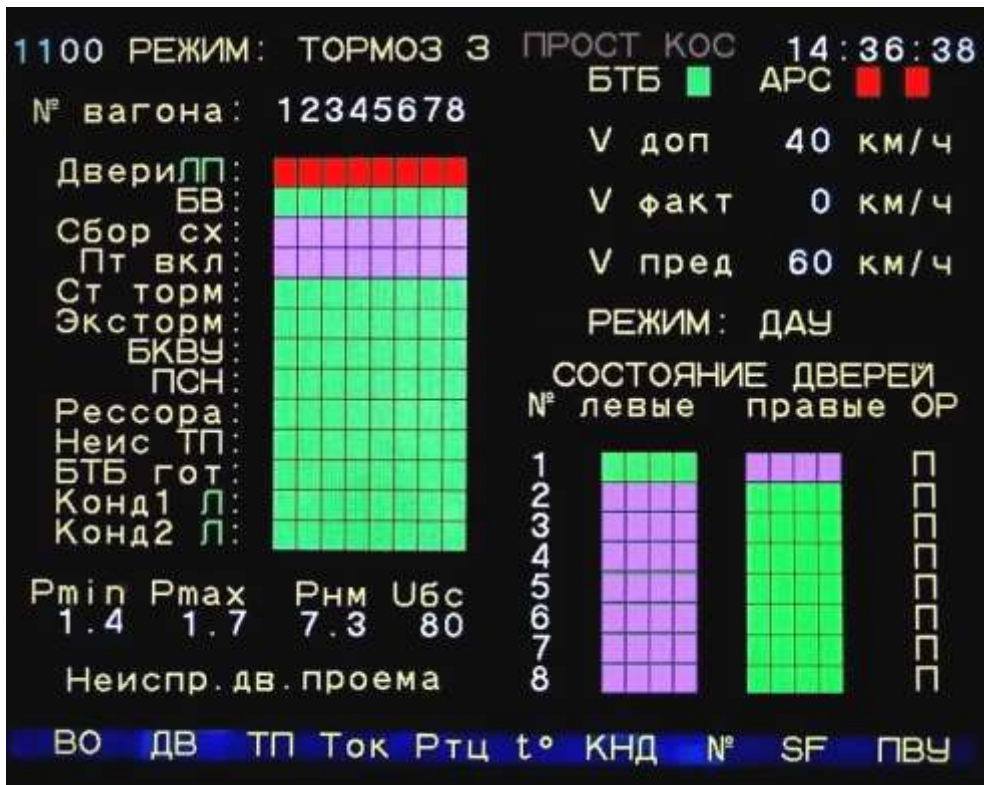 1100 РЕЖИМ: ТОРМОЗ 3 ПРОСТ КОС 14:36:38
БТБ АРС
№ вагона: 12345678
V доп 40 км/ч
ДвериЛП:
БВ:
V факт 0 км/ч
Сбор сх:
Пт вкл:
V пред 60 км/ч
Ст торм:
Эксторм:
РЕЖИМ: ДАУ
БКВУ:
ПСН:
СОСТОЯНИЕ ДВЕРЕЙ
Рессора:
№ левые правые ОР
Неис ТП:
БТБ гот:
1 П
Конд1 Л:
2 П
Конд2 Л:
3 П
4 П
5 П
6 П
7 П
8 П
Pmin Pmax Рнм Uбс
1.4 1.7 7.3 80
Неиспр.дв.проема
ВО ДВ ТП Ток Ртц t° КНД № SF ПВУ